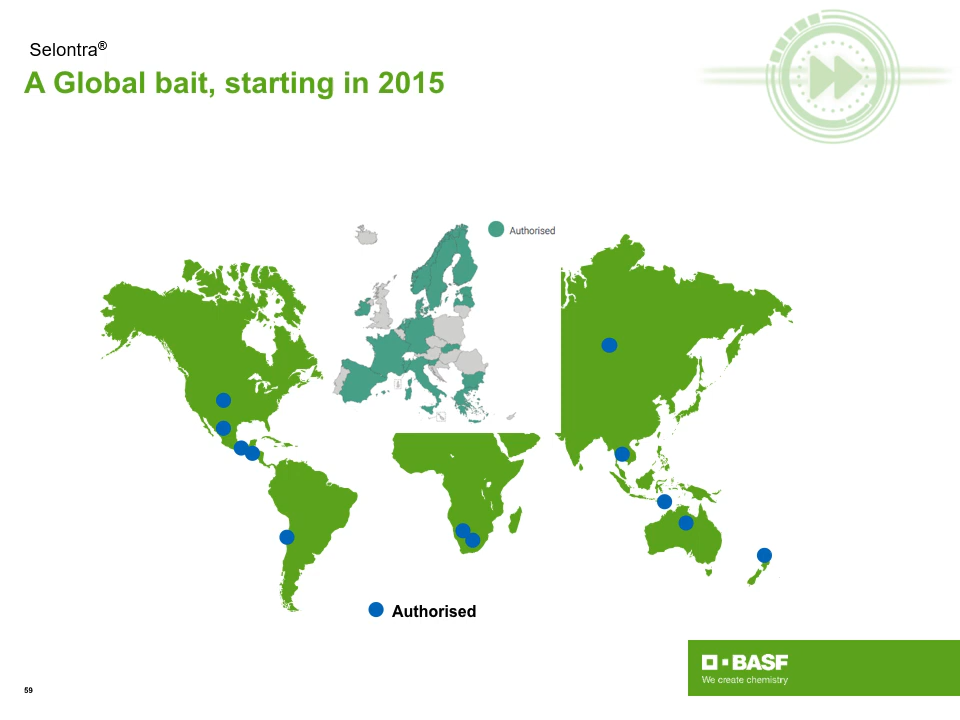 Selontra®
A Global bait, starting in 2015
Authorised
Authorised
BASF
We create chemistry
59